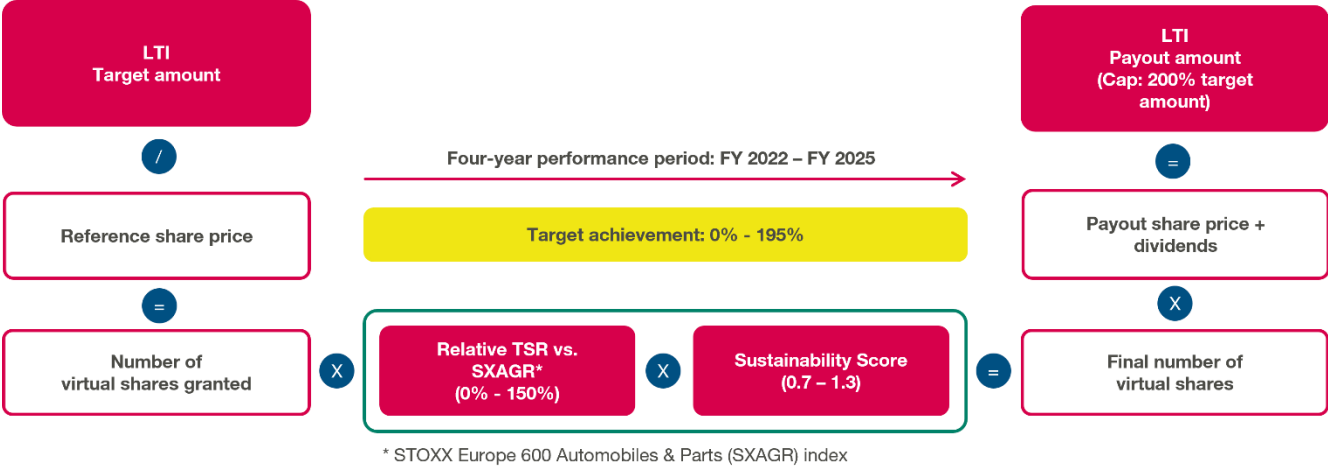 LTI
Target amount
/
Reference share price
=
Number of
virtual shares granted
X
Four-year performance period: FY 2022 – FY 2025
Target achievement: 0% - 195%
Relative TSR vs.
SXAGR*
(0% - 150%)
X
Sustainability Score
(0.7 – 1.3)
* STOXX Europe 600 Automobiles & Parts (SXAGR) index
=
LTI
Payout amount
(Cap: 200% target
amount)
=
Payout share price +
dividends
X
Final number of
virtual shares